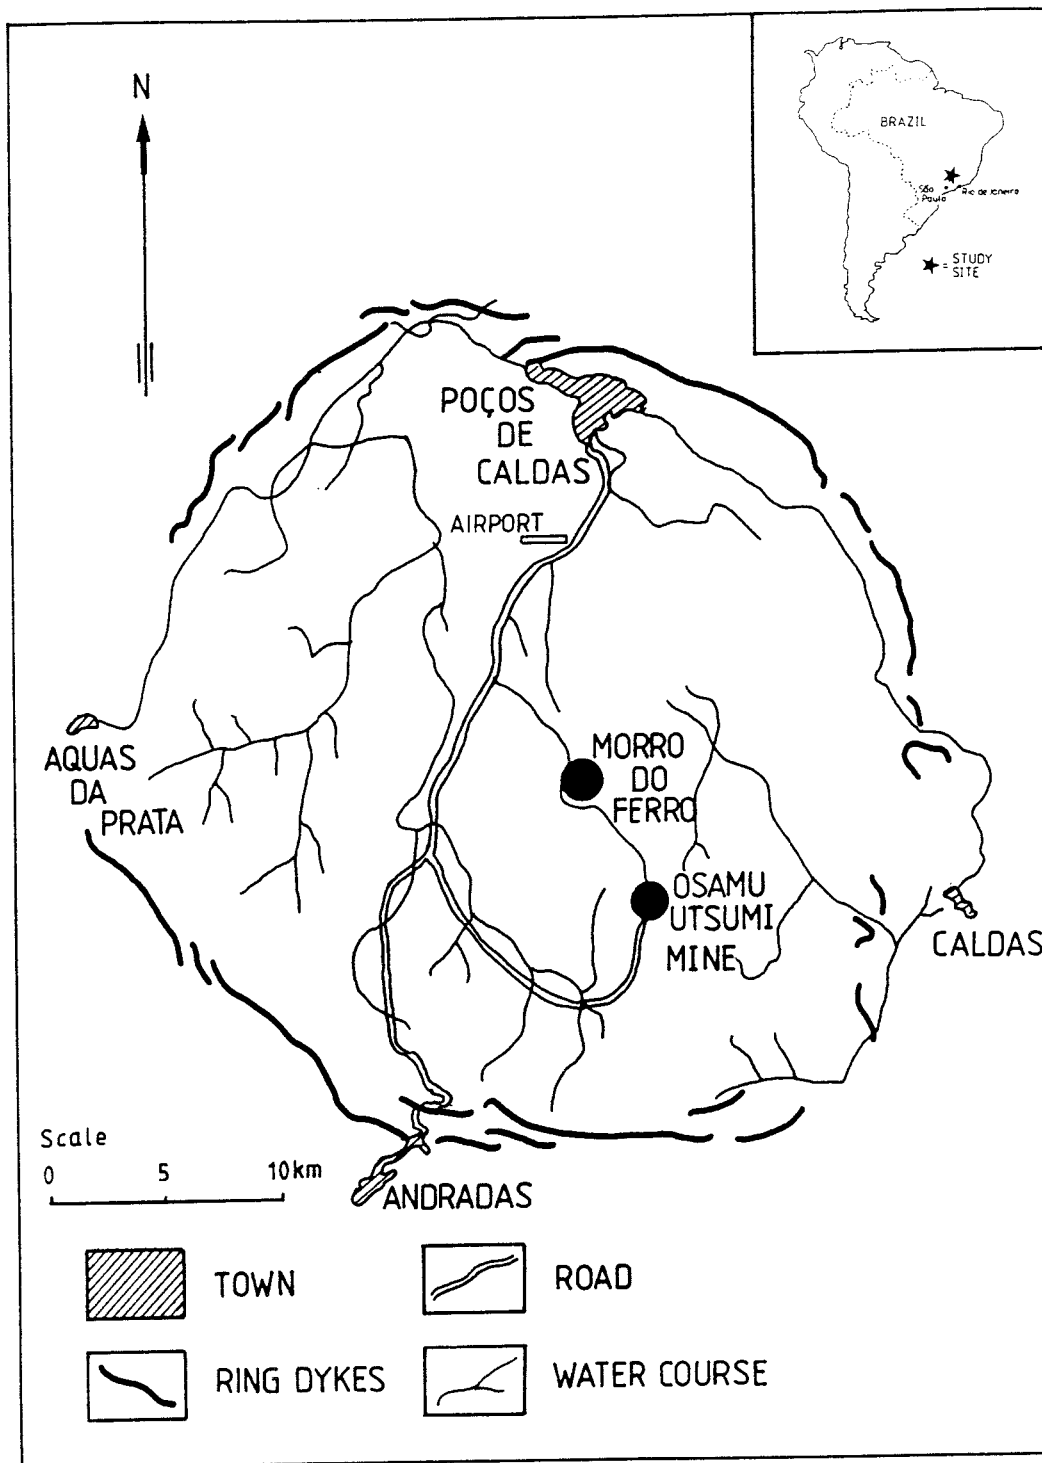 N
BRAZIL
São
Paulo
Rio de Janeiro
= STUDY
SITE
POÇOS
DE
CALDAS
AIRPORT
MORRO
DO
FERRO
AQUAS
DA
PRATA
OSAMU
UTSUMI
MINE
CALDAS
Scale
0 5 10km
ANDRADAS
TOWN
ROAD
RING DYKES
WATER COURSE